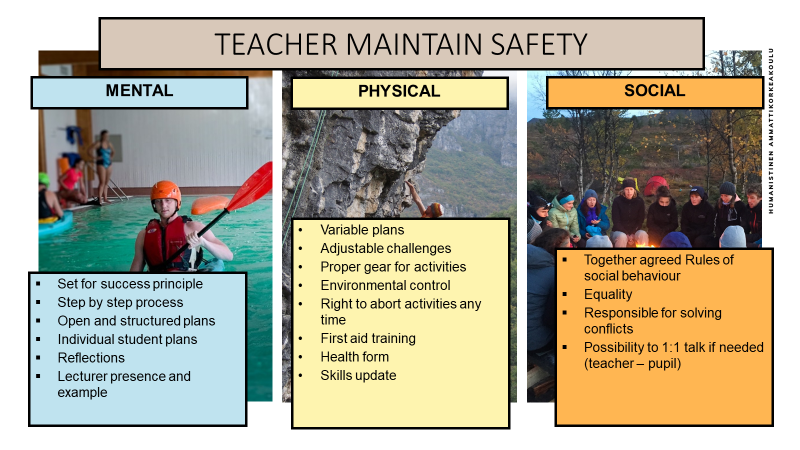 TEACHER MAINTAIN SAFETY
MENTAL
▪ Set for success principle
▪ Step by step process
▪ Open and structured plans
▪ Individual student plans
▪ Reflections
▪ Lecturer presence and
example
PHYSICAL
• Variable plans
• Adjustable challenges
• Proper gear for activities
• Environmental control
• Right to abort activities any
time
• First aid training
• Health form
• Skills update
SOCIAL
▪ Together agreed Rules of
social behaviour
▪ Equality
▪ Responsible for solving
conflicts
▪ Possibility to 1:1 talk if needed
(teacher – pupil)
HUMANISTINEN AMMATTIKORKEAKOULU